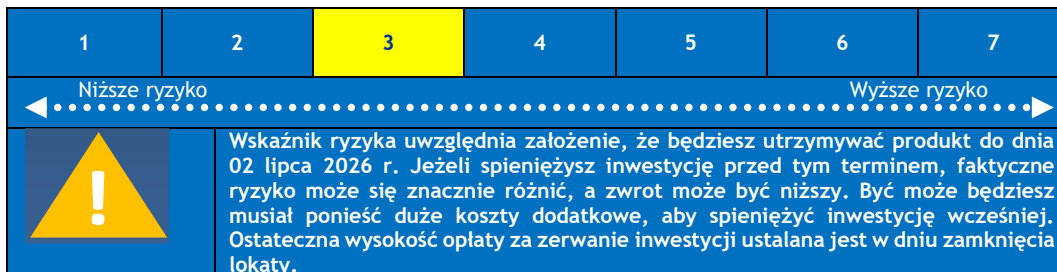 1 2 3 4 5 6 7
Niższe ryzyko Wyższe ryzyko
Wskaźnik ryzyka uwzględnia założenie, że będziesz utrzymywać produkt do dnia
02 lipca 2026 r. Jeżeli spieniężysz inwestycję przed tym terminem, faktyczne
ryzyko może się znacznie różnić, a zwrot może być niższy. Być może będziesz
musiał ponieść duże koszty dodatkowe, aby spieniężyć inwestycję wcześniej.
Ostateczna wysokość opłaty za zerwanie inwestycji ustalana jest w dniu zamknięcia
lokaty.